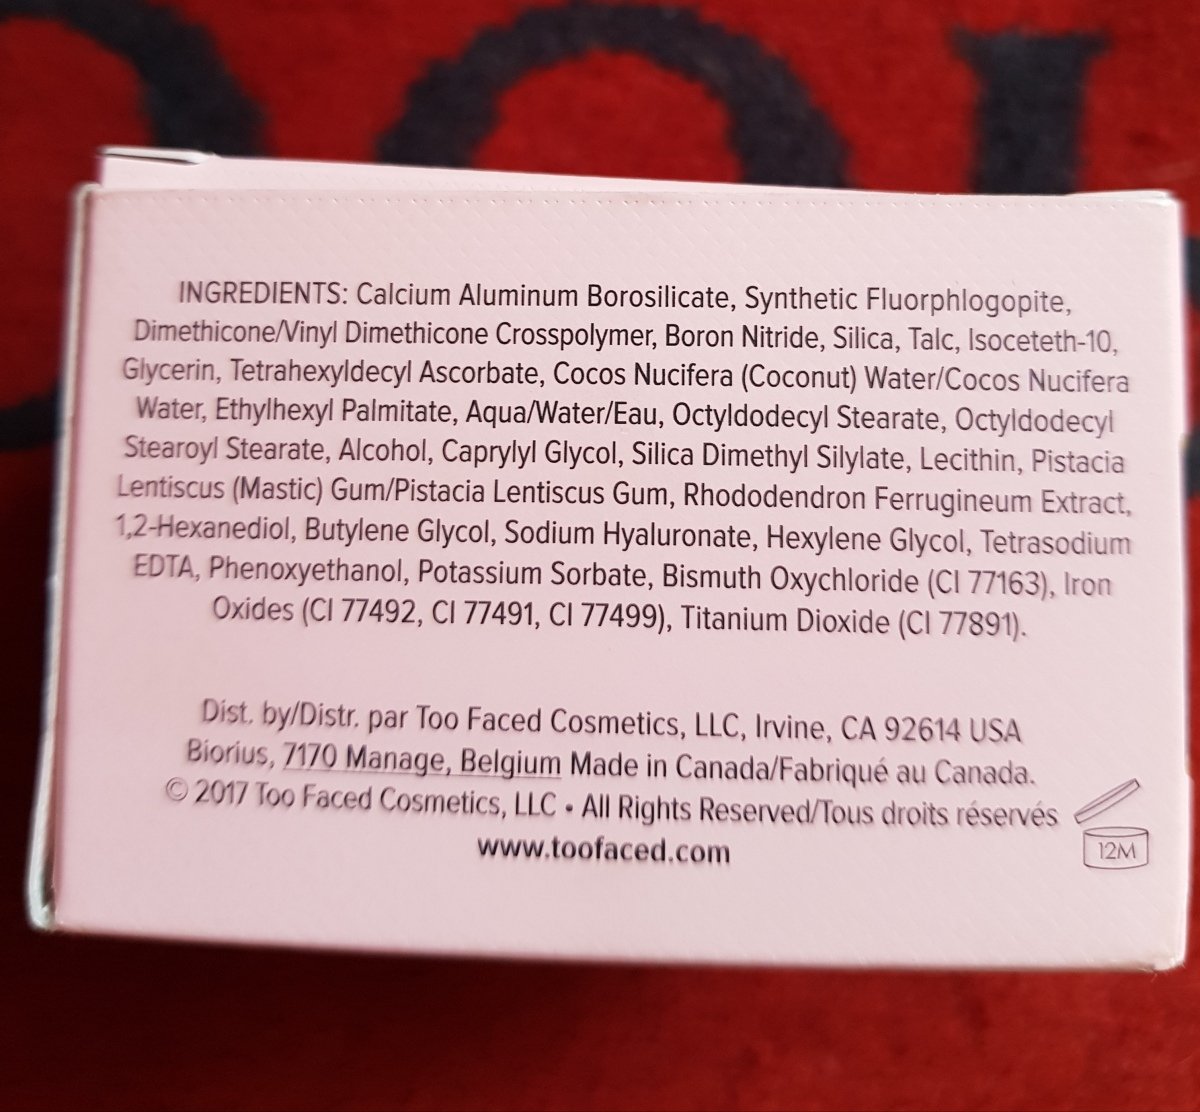 INGREDIENTS: Calcium Aluminum Borosilicate, Synthetic Fluorphlogopite,
Dimethicone/Vinyl Dimethicone Crosspolymer, Boron Nitride, Silica, Talc, Isoceteth-10,
Glycerin, Tetrahexyldecyl Ascorbate, Cocos Nucifera (Coconut) Water/Cocos Nucifera
Water, Ethylhexyl Palmitate, Aqua/Water/Eau, Octyldodecyl Stearate, Octyldodecyl
Stearoyl Stearate, Alcohol, Caprylyl Glycol, Silica Dimethyl Silylate, Lecithin, Pistacia
Lentiscus (Mastic) Gum/Pistacia Lentiscus Gum, Rhododendron Ferrugineum Extract,
1,2-Hexanediol, Butylene Glycol, Sodium Hyaluronate, Hexylene Glycol, Tetrasodium
EDTA, Phenoxyethanol, Potassium Sorbate, Bismuth Oxychloride (CI 77163), Iron
Oxides (CI 77492, CI 77491, CI 77499), Titanium Dioxide (CI 77891).
Dist. by/Distr. par Too Faced Cosmetics, LLC, Irvine, CA 92614 USA
Biorius, 7170 Manage, Belgium Made in Canada/Fabriqué au Canada.
© 2017 Too Faced Cosmetics, LLC • All Rights Reserved/Tous droits réservés
www.toofaced.com
12M